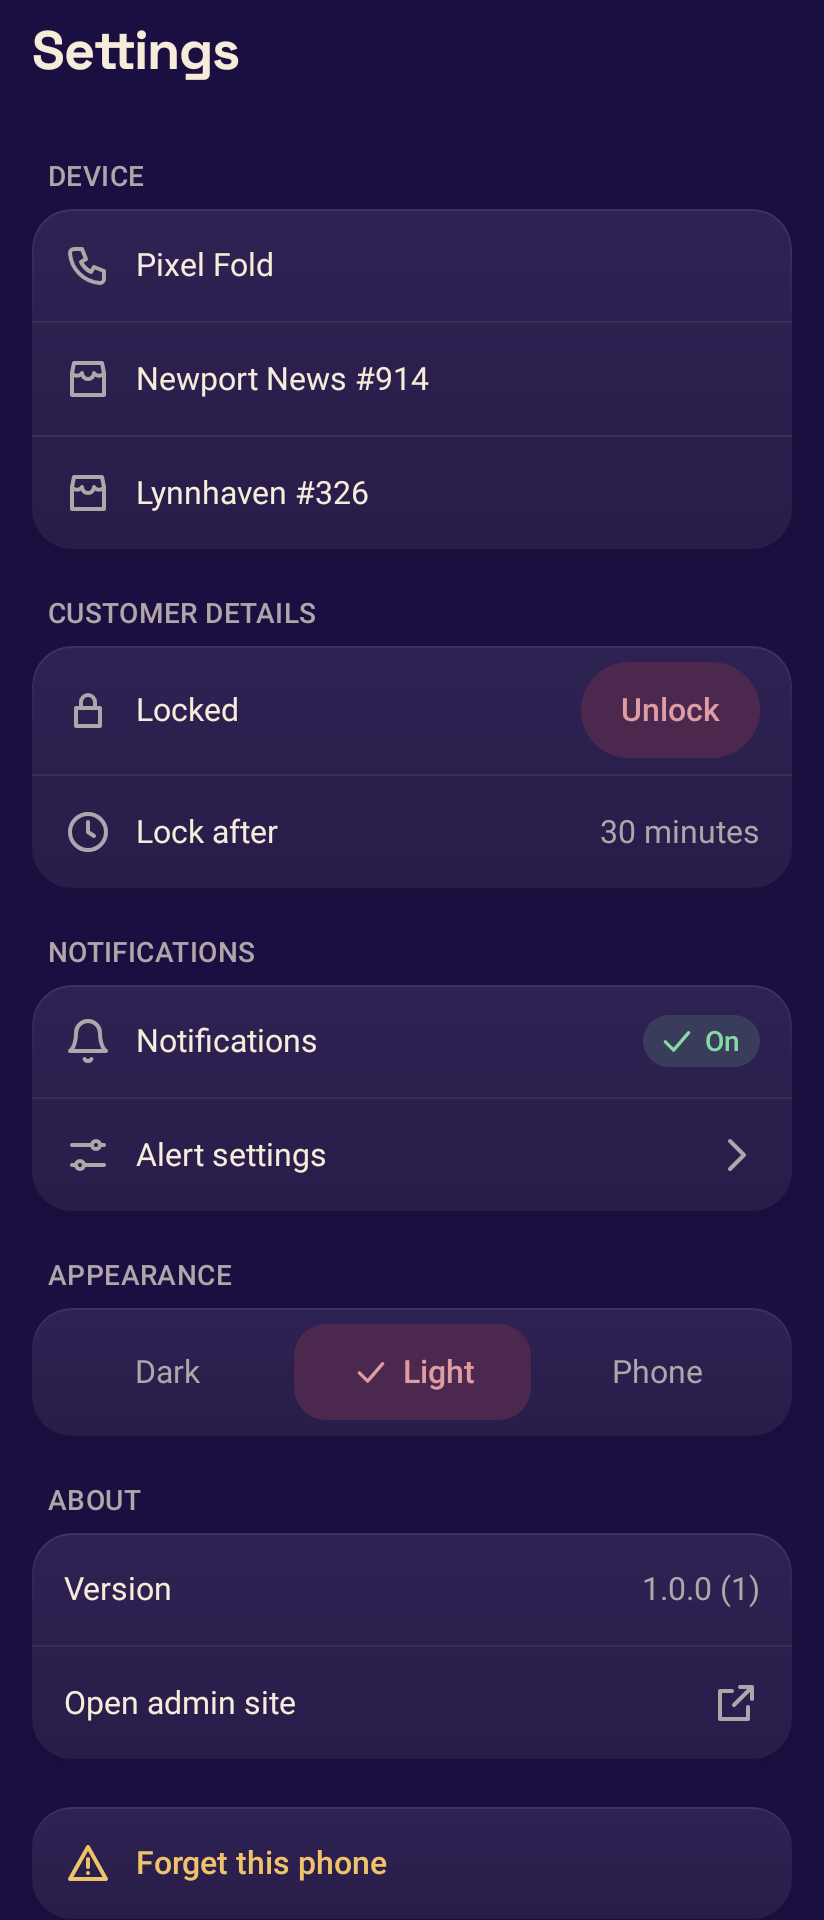 Settings
DEVICE
Pixel Fold
Newport News #914
Lynnhaven #326
CUSTOMER DETAILS
Locked
Unlock
Lock after
30 minutes
NOTIFICATIONS
Notifications
On
Alert settings
APPEARANCE
Dark
Light
Phone
ABOUT
Version
1.0.0 (1)
Open admin site
Forget this phone